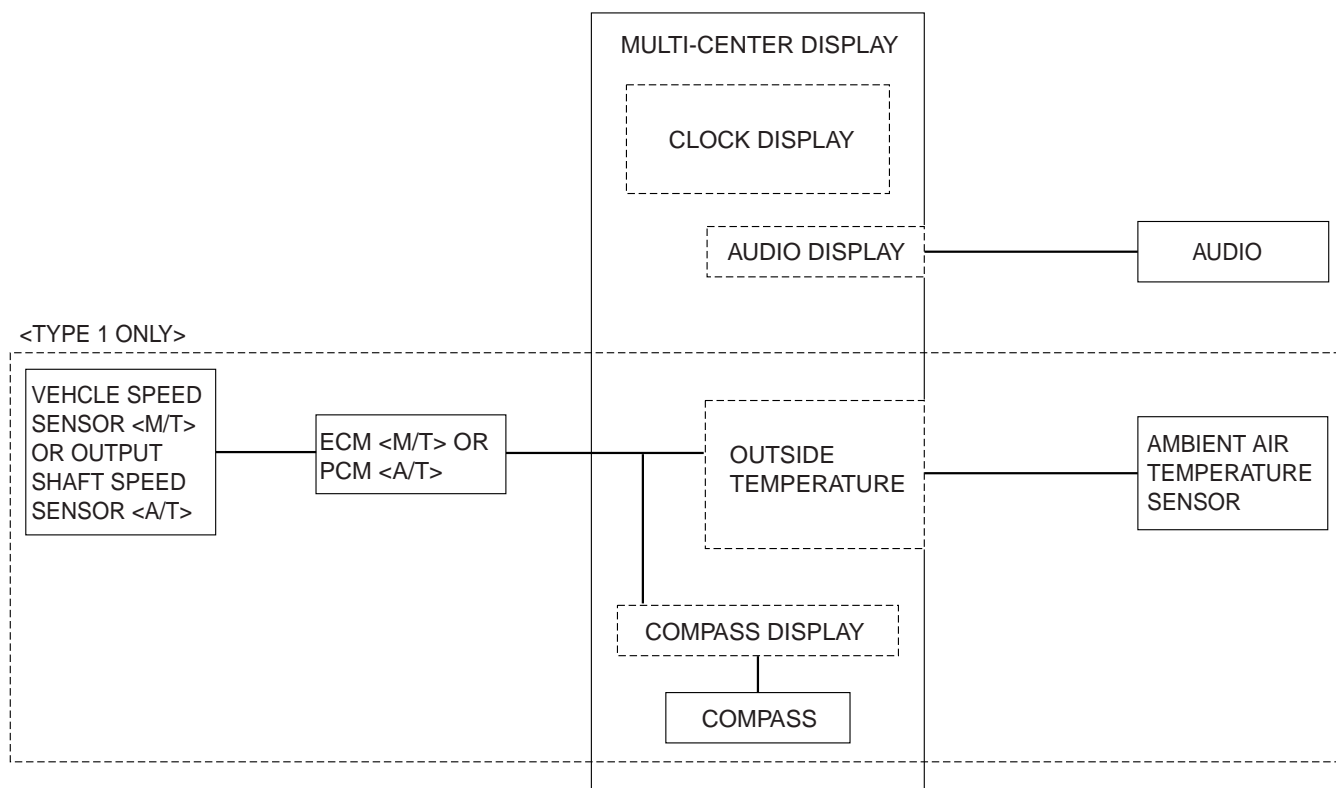 MULTI-CENTER DISPLAY
CLOCK DISPLAY
AUDIO DISPLAY
AUDIO
<TYPE 1 ONLY>
VEHCLE SPEED
SENSOR <M/T>
OR OUTPUT
SHAFT SPEED
SENSOR <A/T>
ECM <M/T> OR
PCM <A/T>
OUTSIDE
TEMPERATURE
AMBIENT AIR
TEMPERATURE
SENSOR
COMPASS DISPLAY
COMPASS